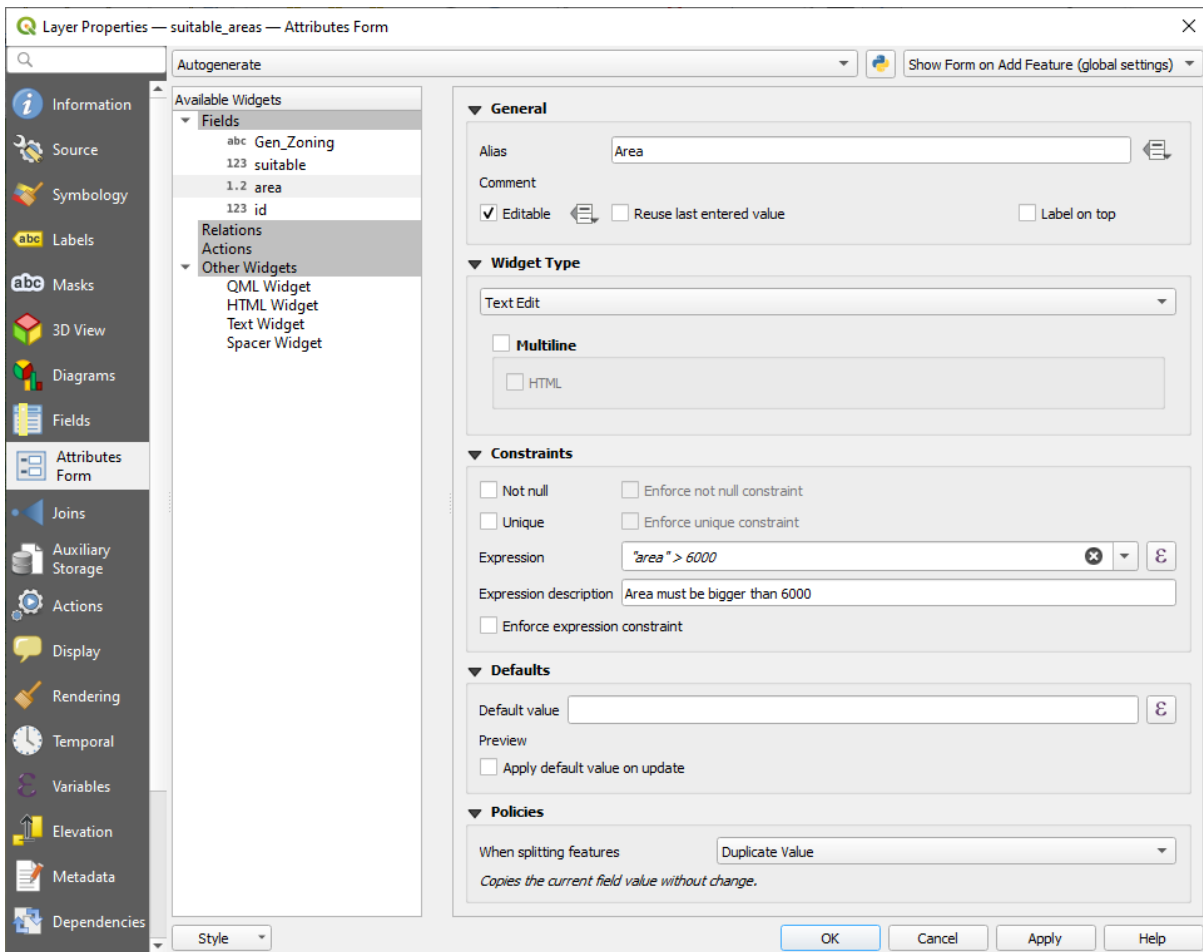 Layer Properties — suitable_areas — Attributes Form
Autogenerate
Show Form on Add Feature (global settings)
Information
Source
Symbology
abc Labels
abc Masks
3D View
Diagrams
Fields
Attributes
Form
Joins
Auxiliary
Storage
Actions
Display
Rendering
Temporal
Variables
Elevation
Metadata
Dependencies
Available Widgets
Fields
abc Gen_Zoning
123 suitable
1.2 area
123 id
Relations
Actions
Other Widgets
QML Widget
HTML Widget
Text Widget
Spacer Widget
General
Alias Area
Comment
Editable Reuse last entered value Label on top
Widget Type
Text Edit
Multiline
HTML
Constraints
Not null Enforce not null constraint
Unique Enforce unique constraint
Expression "area" > 6000 ε
Expression description Area must be bigger than 6000
Enforce expression constraint
Defaults
Default value ε
Preview
Apply default value on update
Policies
When splitting features Duplicate Value
Copies the current field value without change.
Style OK Cancel Apply Help